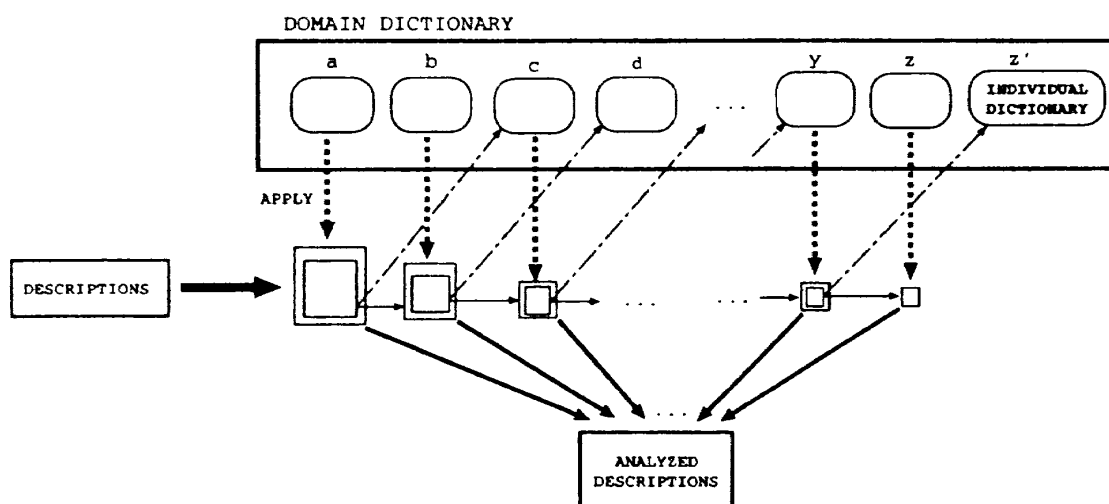 DOMAIN DICTIONARY
a b c d y z z'
. . .
INDIVIDUAL
DICTIONARY
APPLY
DESCRIPTIONS
. . . . . .
. . . .
ANALYZED
DESCRIPTIONS